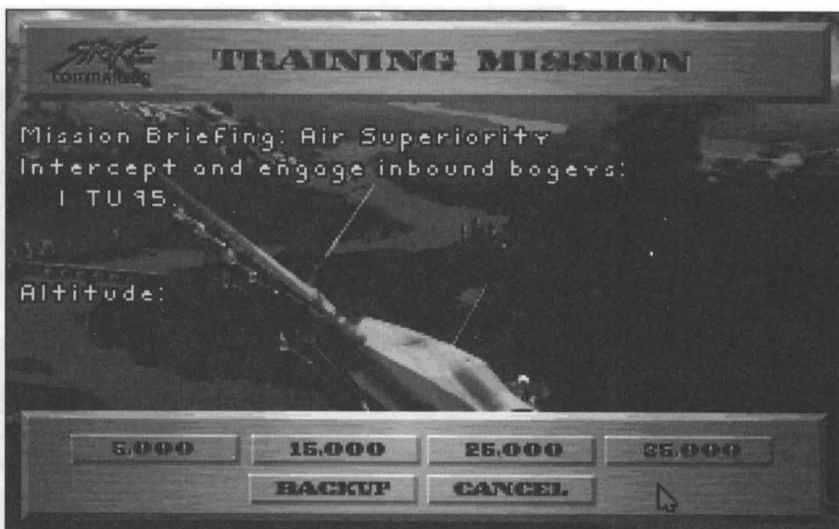 STRIKE
COMMANDER
TRAINING MISSION
Mission Briefing: Air Superiority
Intercept and engage inbound bogeys:
1 TU 95.
Altitude:
5,000 15,000 25,000 35,000
BACKUP CANCEL